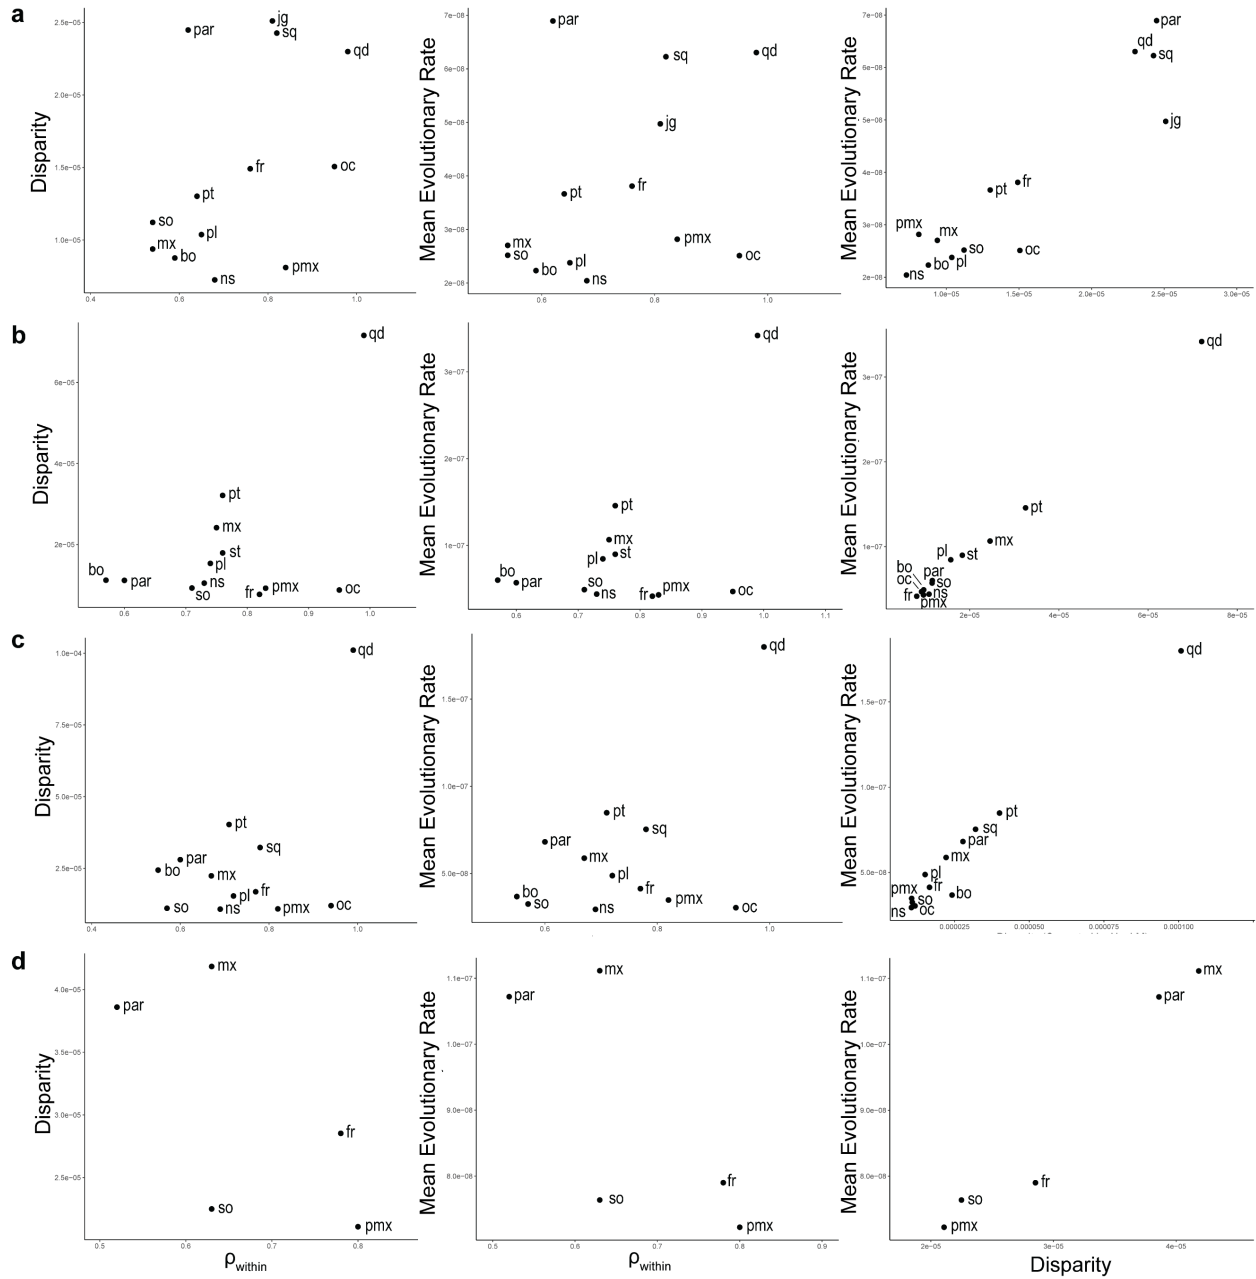 a
Disparity
2.5e-05
2.0e-05
1.5e-05
1.0e-05
0.4
0.6
0.8
1.0
par
jg
sq
qd
fr
oc
pt
so
pl
mx
bo
ns
pmx
Mean Evolutionary Rate
7e-08
6e-08
5e-08
4e-08
3e-08
2e-08
0.6
0.8
1.0
par
sq
qd
jg
pt
fr
mx
so
pl
bo
ns
pmx
oc
Mean Evolutionary Rate
7e-08
6e-08
5e-08
4e-08
3e-08
2e-08
1.0e-05
1.5e-05
2.0e-05
2.5e-05
3.0e-05
par
qd
sq
jg
pt
fr
pmx
mx
so
oc
bo
pl
ns
b
Disparity
6e-05
4e-05
2e-05
0.6
0.7
0.8
0.9
1.0
qd
pt
mx
st
pl
bo
par
ns
so
fr
pmx
oc
Mean Evolutionary Rate
3e-07
2e-07
1e-07
0.6
0.7
0.8
0.9
1.0
1.1
qd
pt
mx
pl
st
bo
par
so
ns
fr
pmx
oc
Mean Evolutionary Rate
3e-07
2e-07
1e-07
2e-05
4e-05
6e-05
8e-05
qd
pt
mx
pl
st
bo
par
oc
so
fr
ns
pmx
c
Disparity
1.0e-04
7.5e-05
5.0e-05
2.5e-05
0.4
0.6
0.8
1.0
qd
pt
sq
par
bo
mx
fr
pl
so
ns
pmx
oc
Mean Evolutionary Rate
1.5e-07
1.0e-07
5.0e-08
0.6
0.8
1.0
qd
pt
sq
par
mx
pl
fr
bo
so
ns
pmx
oc
Mean Evolutionary Rate
1.5e-07
1.0e-07
5.0e-08
0.000025
0.000050
0.000075
0.000100
qd
pt
sq
par
mx
pl
fr
bo
pmx
so
ns
oc
d
Disparity
4.0e-05
3.5e-05
3.0e-05
2.5e-05
0.5
0.6
0.7
0.8
mx
par
fr
so
pmx
ρwithin
Mean Evolutionary Rate
1.1e-07
1.0e-07
9.0e-08
8.0e-08
0.5
0.6
0.7
0.8
0.9
mx
par
fr
so
pmx
ρwithin
Mean Evolutionary Rate
1.1e-07
1.0e-07
9.0e-08
8.0e-08
2e-05
3e-05
4e-05
mx
par
fr
so
pmx
Disparity